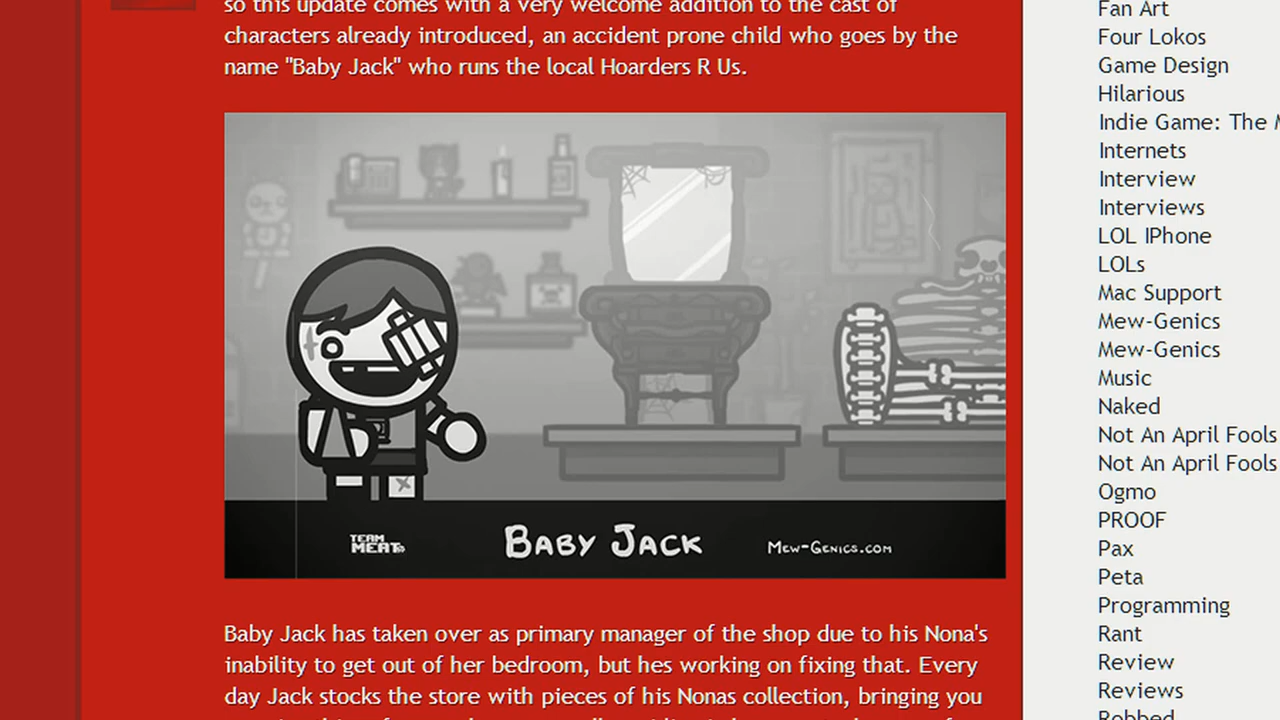 so this update comes with a very welcome addition to the cast of
characters already introduced, an accident prone child who goes by the
name "Baby Jack" who runs the local Hoarders R Us.
TEAM
MEAT
BABY JACK
MEW-GENICS.COM
Baby Jack has taken over as primary manager of the shop due to his Nona's
inability to get out of her bedroom, but hes working on fixing that. Every
day Jack stocks the store with pieces of his Nonas collection, bringing you
Fan Art
Four Lokos
Game Design
Hilarious
Indie Game: The
Internets
Interview
Interviews
LOL IPhone
LOLs
Mac Support
Mew-Genics
Mew-Genics
Music
Naked
Not An April Fools
Not An April Fools
Ogmo
PROOF
Pax
Peta
Programming
Rant
Review
Reviews
Robbed